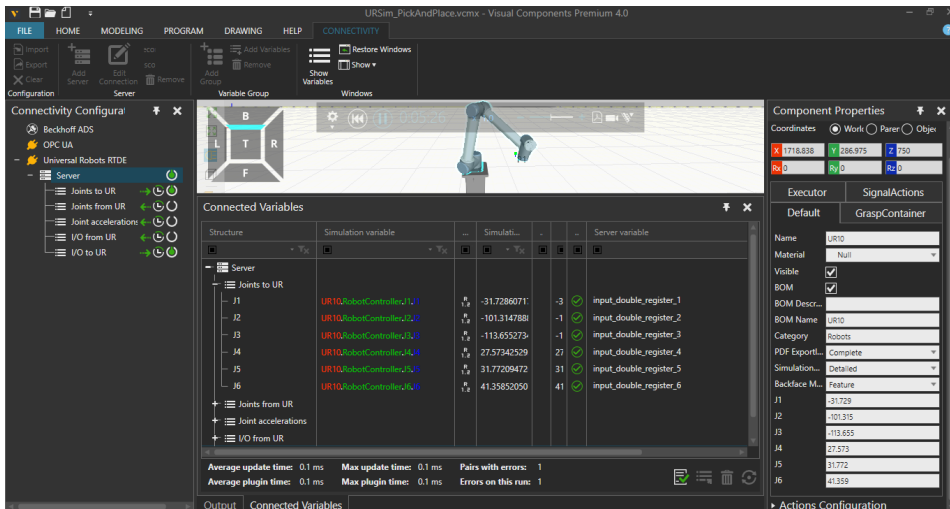 URSim_PickAndPlace.vcmx - Visual Components Premium 4.0
FILE HOME MODELING PROGRAM DRAWING HELP CONNECTIVITY
Import
Export
Clear
Configuration
Add Server
Edit Connection
Remove
Server
Add Group
Add Variables
Remove
Variable Group
Show Variables
Restore Windows
Show
Windows
Connectivity Configurat
Beckhoff ADS
OPC UA
Universal Robots RTDE
Server
Joints to UR
Joints from UR
Joint accelerations
I/O from UR
I/O to UR
B
L T R
F
Connected Variables
Structure Simulation variable ... Simulati... .. .. Server variable
Server
Joints to UR
J1 UR10.RobotController.J1. -31.7286071 -3 input_double_register_1
J2 UR10.RobotController.J2. -101.314788 -1 input_double_register_2
J3 UR10.RobotController.J3. -113.655273 -1 input_double_register_3
J4 UR10.RobotController.J4. 27.57342529 27 input_double_register_4
J5 UR10.RobotController.J5. 31.77209472 31 input_double_register_5
J6 UR10.RobotController.J6. 41.35852050 41 input_double_register_6
Joints from UR
Joint accelerations
I/O from UR
Average update time: 0.1 ms Max update time: 0.1 ms Pairs with errors: 1
Average plugin time: 0.1 ms Max plugin time: 0.1 ms Errors on this run: 1
Output Connected Variables
Component Properties
Coordinates Work Parer Objec
X 1718.838 Y 286.975 Z 750
Rx 0 Ry 0 Rz 0
Executor SignalActions
Default GraspContainer
Name UR10
Material Null
Visible
BOM
BOM Descr...
BOM Name UR10
Category Robots
PDF Exportl... Complete
Simulation... Detailed
Backface M... Feature
J1 -31.729
J2 -101.315
J3 -113.655
J4 27.573
J5 31.772
J6 41.359
Actions Configuration